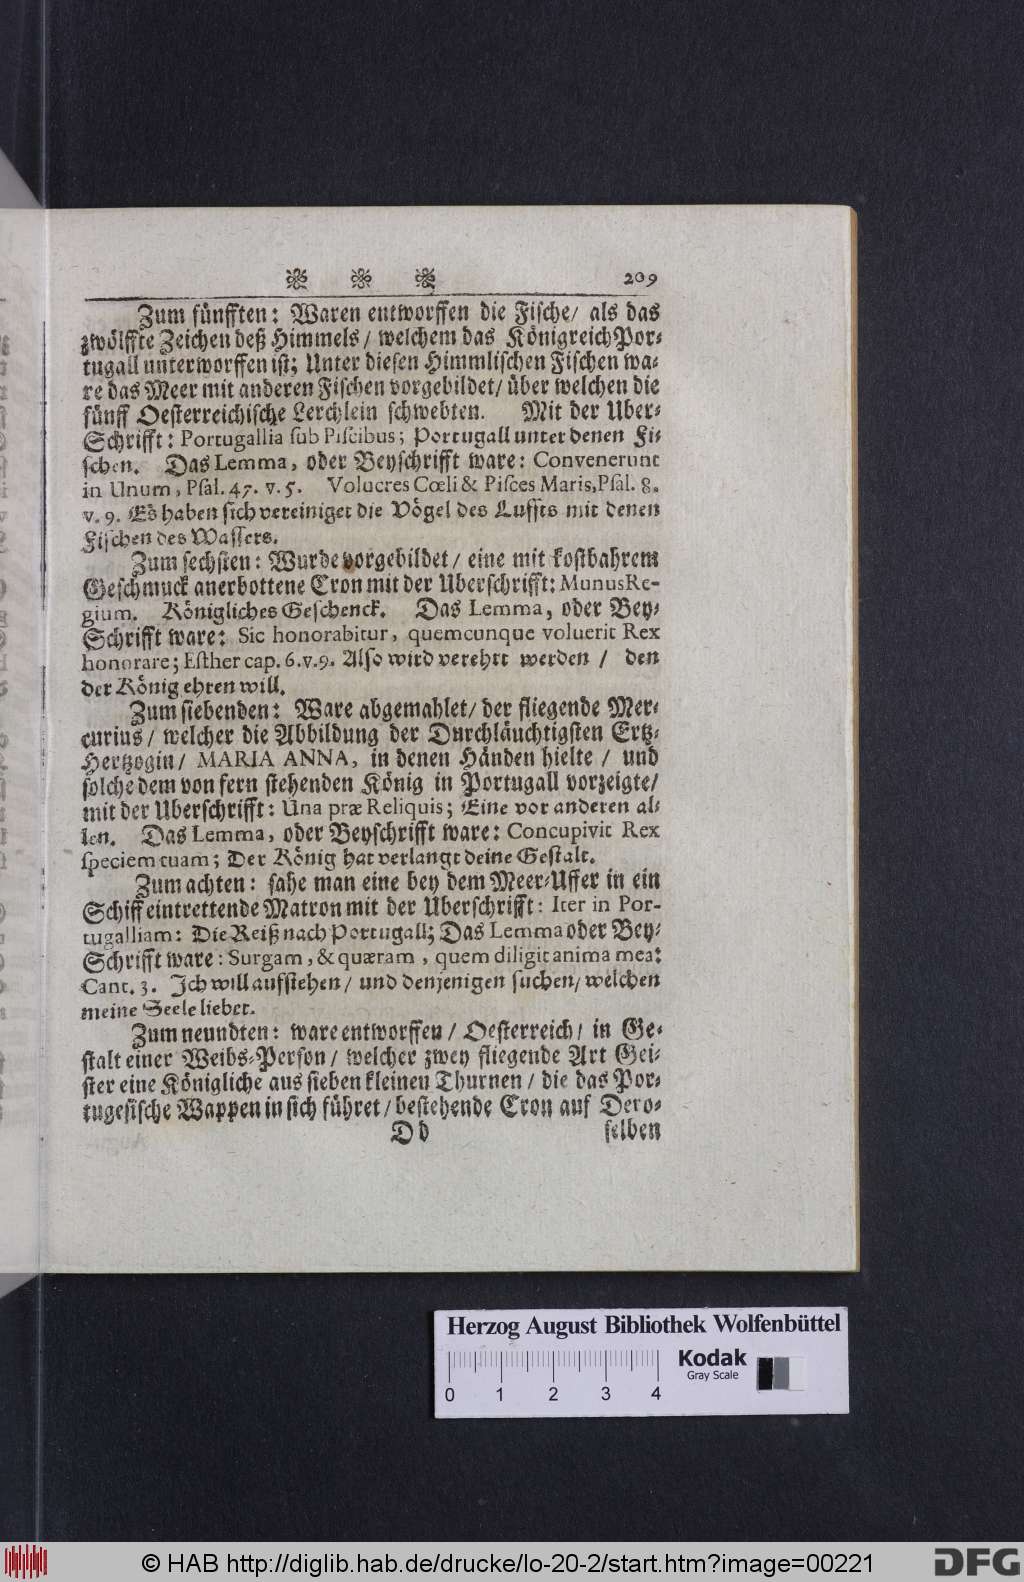 209
Zum fünfften: Waren entworffen die Fische/ als das
zwölffte Zeichen deß Himmels/ welchem das Königreich Por-
tugall unterworffen ist; Unter diesen Himmlischen Fischen wa-
re das Meer mit anderen Fischen vorgebildet/ über welchen die
fünff Oesterreichische Lerchlein schwebten. Mit der Uber-
Schrifft: Portugallia sub Piscibus; Portugall unter denen Fi-
schen. Das Lemma, oder Beyschrifft ware: Convenerunt
in Unum, Psal. 47. v. 5. Volucres Cœli & Pisces Maris, Psal. 8.
v. 9. Es haben sich vereiniget die Vögel des Luffts mit denen
Fischen des Wassers.
Zum sechsten: Wurde vorgebildet/ eine mit kostbahrem
Geschmuck anerbottene Cron mit der Uberschrifft: Munus Re-
gium. Königliches Geschenck. Das Lemma, oder Bey-
Schrifft ware: Sic honorabitur, quemcunque voluerit Rex
honorare; Esther cap. 6. v. 9. Also wird verehrt werden / den
der König ehren will.
Zum siebenden: Ware abgemahlet/ der fliegende Mer-
curius/ welcher die Abbildung der Durchläuchtigsten Ertz-
Hertzogin/ MARIA ANNA, in denen Händen hielte / und
solche dem von fern stehenden König in Portugall vorzeigte/
mit der Uberschrifft: Una præ Reliquis; Eine vor anderen al-
len. Das Lemma, oder Beyschrifft ware: Concupivit Rex
speciem tuam; Der König hat verlangt deine Gestalt.
Zum achten: sahe man eine bey dem Meer-Uffer in ein
Schiff eintrettende Matron mit der Uberschrifft: Iter in Por-
tugalliam: Die Reiß nach Portugall; Das Lemma oder Bey-
Schrifft ware: Surgam, & quæram, quem diligit anima mea:
Cant. 3. Ich will aufstehen/ und denjenigen suchen/ welchen
meine Seele liebet.
Zum neundten: ware entworffen/ Oesterreich/ in Ge-
stalt einer Weibs-Person/ welcher zwey fliegende Art Gei-
ster eine Königliche aus sieben kleinen Thurnen/ die das Por-
tugesische Wappen in sich führet/ bestehende Cron auf Dero-
Dd selben
Herzog August Bibliothek Wolfenbüttel
Kodak
Gray Scale
0 1 2 3 4
© HAB http://diglib.hab.de/drucke/lo-20-2/start.htm?image=00221
DFG